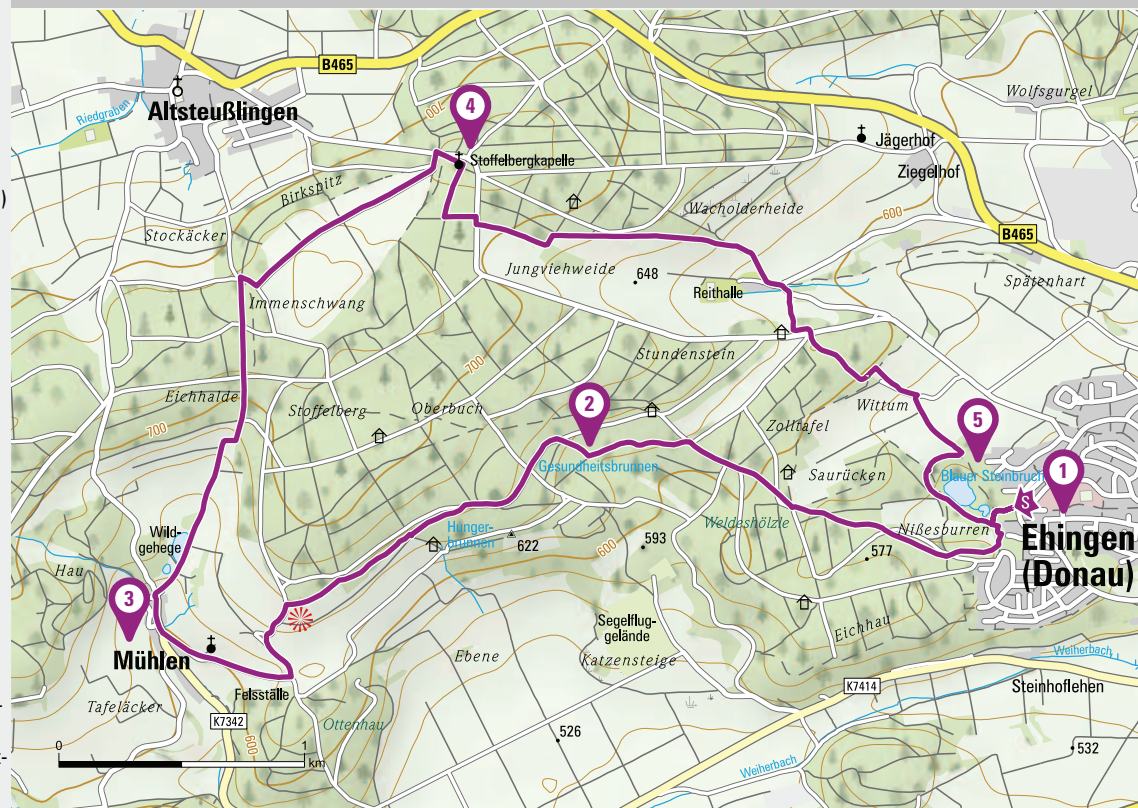 B465
4
Wolfsgurgel
Riedgraben
Altsteußlingen
700
Jägerhof
Stoffelbergkapelle
Ziegelhof
)
Birkspitz
Wacholderheide
600
Stockäcker
B465
Jungviehweide
648
Spätenhart
Immenschwang
Reithalle
700
Stundenstein
Eichhalde
Stoffelberg
Oberbuch
2
Wittum
5
700
Zolltafel
1
Gesundheitsbrunnen
Saurücken
Blauer Steinbruch
S
Hunger-
brunnen
Weldeshölzle
Nißesburren
Wild-
gehege
622
600
593
577
Ehingen
(Donau)
Hau
3
Segelflug-
gelände
Eichhau
Mühlen
Ebene
Katzensteige
Weiherbach
Felsställe
K7414
Steinhoflehen
Tafeläcker
K7342
600
Ottenhau
526
532
0
1
km
Weiherbach
-